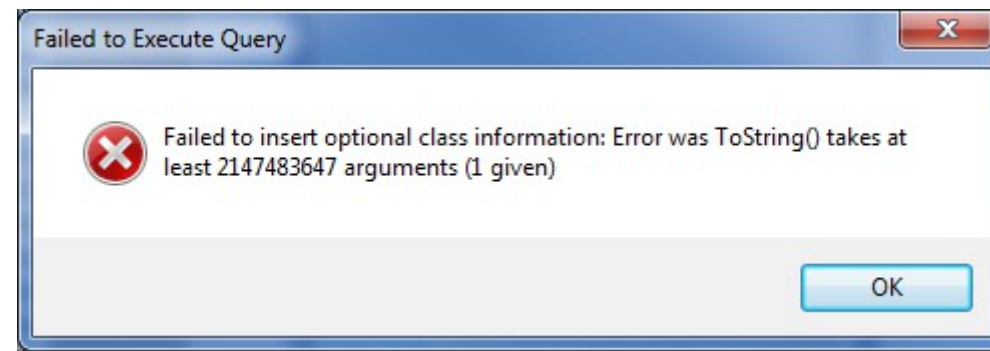 Failed to Execute Query
Failed to insert optional class information: Error was ToString() takes at
least 2147483647 arguments (1 given)
OK